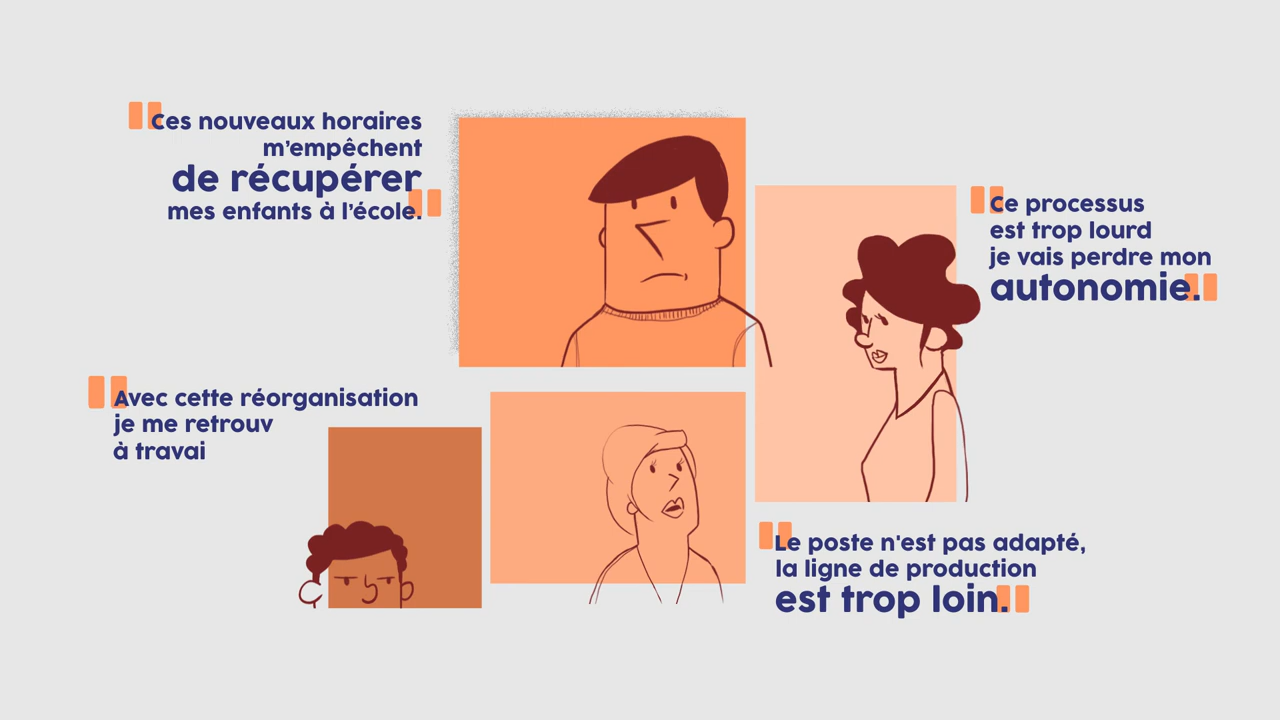 Ces nouveaux horaires
m'empêchent
de récupérer
mes enfants à l'école.
Ce processus
est trop lourd
je vais perdre mon
autonomie.
Avec cette réorganisation
je me retrouv
à travai
Le poste n'est pas adapté,
la ligne de production
est trop loin.